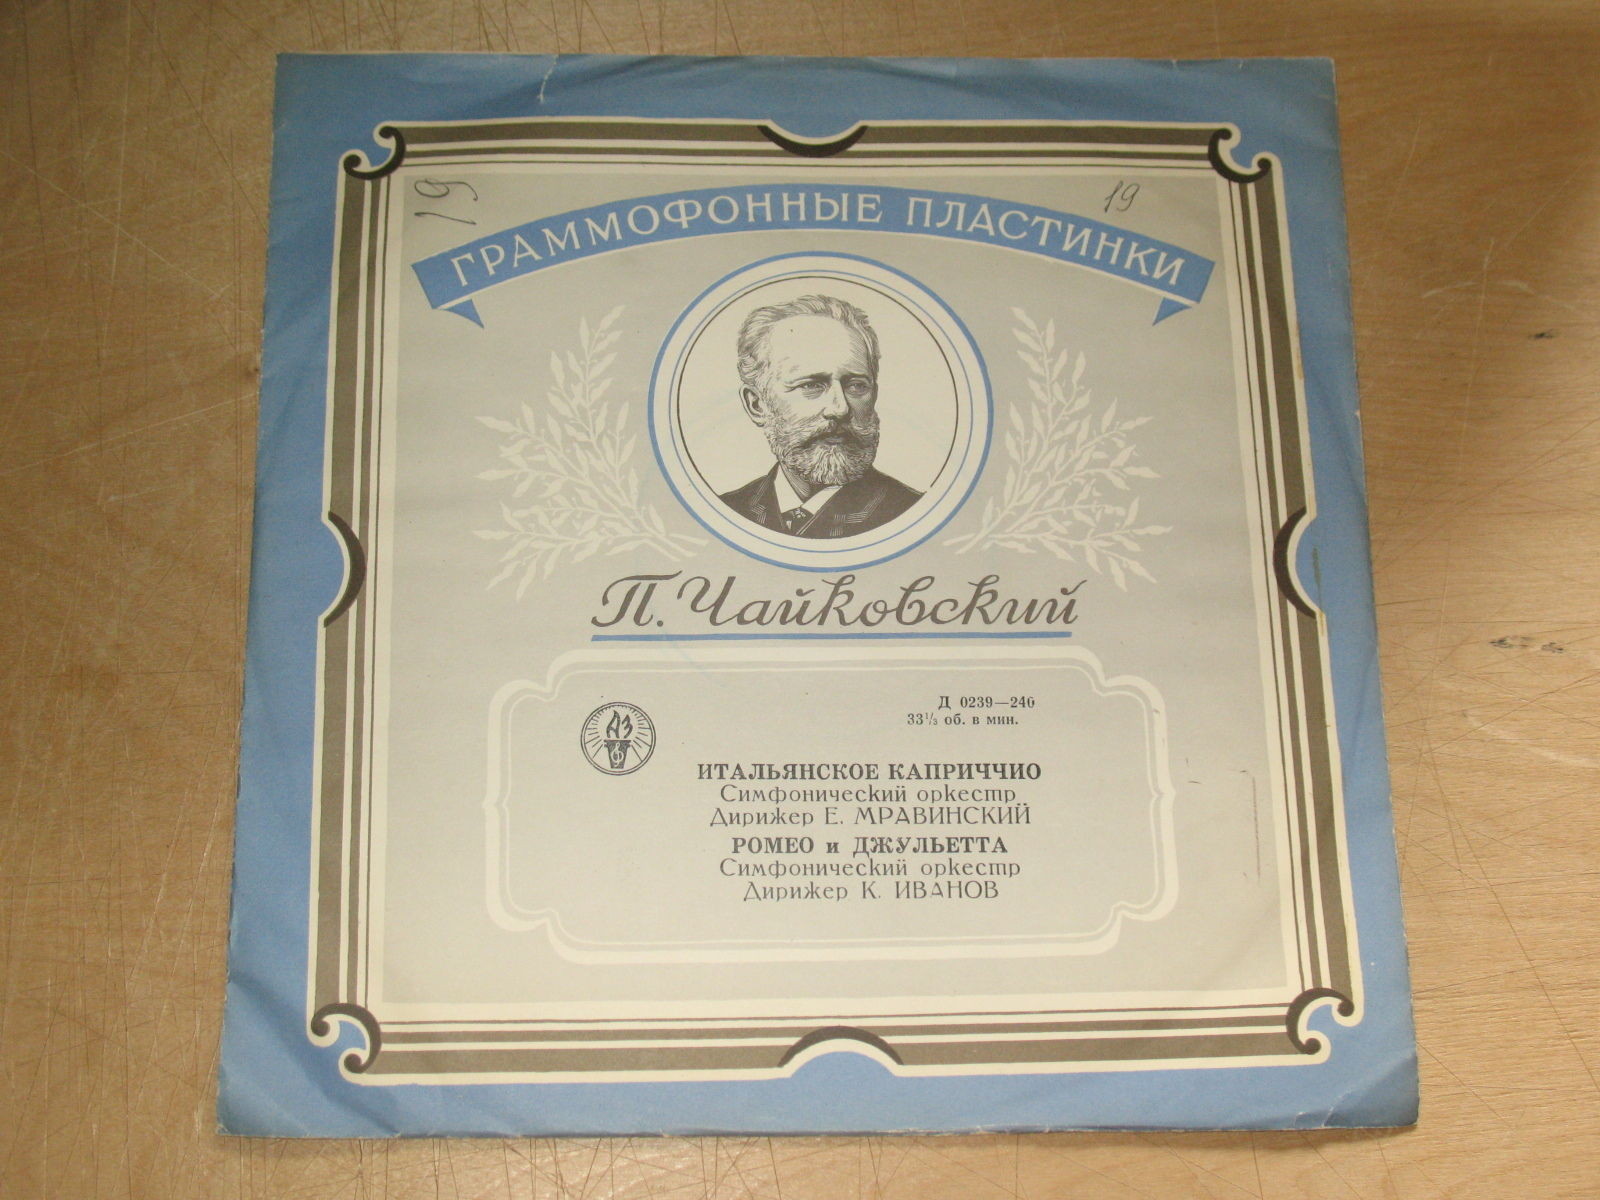 19
19
ГРАММОФОННЫЕ ПЛАСТИНКИ
П. Чайковский
АЗ
Д 0239—240
33⅓ об. в мин.
ИТАЛЬЯНСКОЕ КАПРИЧЧИО
Симфонический оркестр
Дирижер Е. МРАВИНСКИЙ
РОМЕО и ДЖУЛЬЕТТА
Симфонический оркестр
Дирижер К. ИВАНОВ